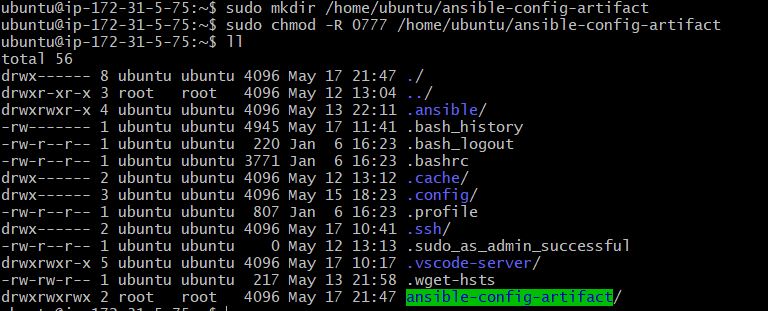 ubuntu@ip-172-31-5-75:~$ sudo mkdir /home/ubuntu/ansible-config-artifact
ubuntu@ip-172-31-5-75:~$ sudo chmod -R 0777 /home/ubuntu/ansible-config-artifact
ubuntu@ip-172-31-5-75:~$ ll
total 56
drwx------ 8 ubuntu ubuntu 4096 May 17 21:47 ./
drwxr-xr-x 3 root   root   4096 May 12 13:04 ../
drwxrwxr-x 4 ubuntu ubuntu 4096 May 13 22:11 .ansible/
-rw------- 1 ubuntu ubuntu 4945 May 17 11:41 .bash_history
-rw-r--r-- 1 ubuntu ubuntu  220 Jan  6 16:23 .bash_logout
-rw-r--r-- 1 ubuntu ubuntu 3771 Jan  6 16:23 .bashrc
drwx------ 2 ubuntu ubuntu 4096 May 12 13:12 .cache/
drwx------ 3 ubuntu ubuntu 4096 May 15 18:23 .config/
-rw-r--r-- 1 ubuntu ubuntu  807 Jan  6 16:23 .profile
drwx------ 2 ubuntu ubuntu 4096 May 17 10:41 .ssh/
-rw-r--r-- 1 ubuntu ubuntu    0 May 12 13:13 .sudo_as_admin_successful
drwxrwxr-x 5 ubuntu ubuntu 4096 May 17 10:17 .vscode-server/
-rw-rw-r-- 1 ubuntu ubuntu  217 May 13 21:58 .wget-hsts
drwxrwxrwx 2 root   root   4096 May 17 21:47 ansible-config-artifact/
ubuntu@ip-172-31-5-75:~$